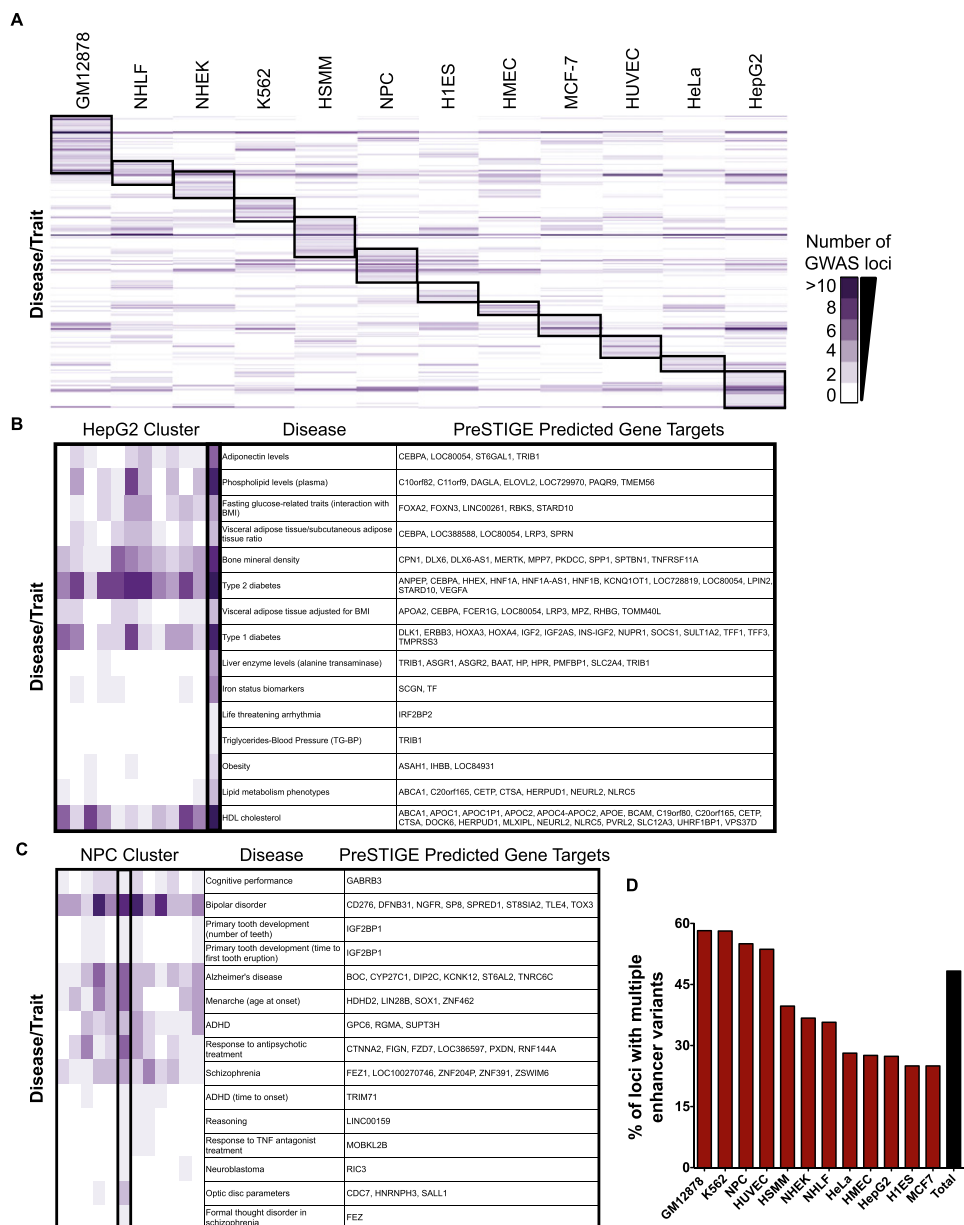 A
GM12878 NHLF NHEK K562 HSMM NPC H1ES HMEC MCF-7 HUVEC HeLa HepG2
Disease/Trait
Number of
GWAS loci
>10
8
6
4
2
0
B
HepG2 Cluster Disease PreSTIGE Predicted Gene Targets
Disease/Trait
Adiponectin levels CEBPA, LOC80054, ST6GAL1, TRIB1
Phospholipid levels (plasma) C10orf82, C11orf9, DAGLA, ELOVL2, LOC729970, PAQR9, TMEM56
Fasting glucose-related traits (interaction with
BMI) FOXA2, FOXN3, LINC00261, RBKS, STARD10
Visceral adipose tissue/subcutaneous adipose
tissue ratio CEBPA, LOC388588, LOC80054, LRP3, SPRN
Bone mineral density CPN1, DLX6, DLX6-AS1, MERTK, MPP7, PKDCC, SPP1, SPTBN1, TNFRSF11A
Type 2 diabetes ANPEP, CEBPA, HHEX, HNF1A, HNF1A-AS1, HNF1B, KCNQ1OT1, LOC728819, LOC80054, LPIN2,
STARD10, VEGFA
Visceral adipose tissue adjusted for BMI APOA2, CEBPA, FCER1G, LOC80054, LRP3, MPZ, RHBG, TOMM40L
Type 1 diabetes DLK1, ERBB3, HOXA3, HOXA4, IGF2, IGF2AS, INS-IGF2, NUPR1, SOCS1, SULT1A2, TFF1, TFF3,
TMPRSS3
Liver enzyme levels (alanine transaminase) TRIB1, ASGR1, ASGR2, BAAT, HP, HPR, PMFBP1, SLC2A4, TRIB1
Iron status biomarkers SCGN, TF
Life threatening arrhythmia IRF2BP2
Triglycerides-Blood Pressure (TG-BP) TRIB1
Obesity ASAH1, IHBB, LOC84931
Lipid metabolism phenotypes ABCA1, C20orf165, CETP, CTSA, HERPUD1, NEURL2, NLRC5
HDL cholesterol ABCA1, APOC1, APOC1P1, APOC2, APOC4-APOC2, APOE, BCAM, C19orf80, C20orf165, CETP,
CTSA, DOCK6, HERPUD1, MLXIPL, NEURL2, NLRC5, PVRL2, SLC12A3, UHRF1BP1, VPS37D
C
NPC Cluster Disease PreSTIGE Predicted Gene Targets
Disease/Trait
Cognitive performance GABRB3
Bipolar disorder CD276, DFNB31, NGFR, SP8, SPRED1, ST8SIA2, TLE4, TOX3
Primary tooth development
(number of teeth) IGF2BP1
Primary tooth development (time to
first tooth eruption) IGF2BP1
Alzheimer's disease BOC, CYP27C1, DIP2C, KCNK12, ST6AL2, TNRC6C
Menarche (age at onset) HDHD2, LIN28B, SOX1, ZNF462
ADHD GPC6, RGMA, SUPT3H
Response to antipsychotic
treatment CTNNA2, FIGN, FZD7, LOC386597, PXDN, RNF144A
Schizophrenia FEZ1, LOC100270746, ZNF204P, ZNF391, ZSWIM6
ADHD (time to onset) TRIM71
Reasoning LINC00159
Response to TNF antagonist
treatment MOBKL2B
Neuroblastoma RIC3
Optic disc parameters CDC7, HNRNPH3, SALL1
Formal thought disorder in
schizophrenia FEZ
D
% of loci with multiple
enhancer variants
60
45
30
15
0
GM12878 K562 NPC HUVEC HSMM NHEK NHLF HeLa HMEC HepG2 H1ES MCF7 Total